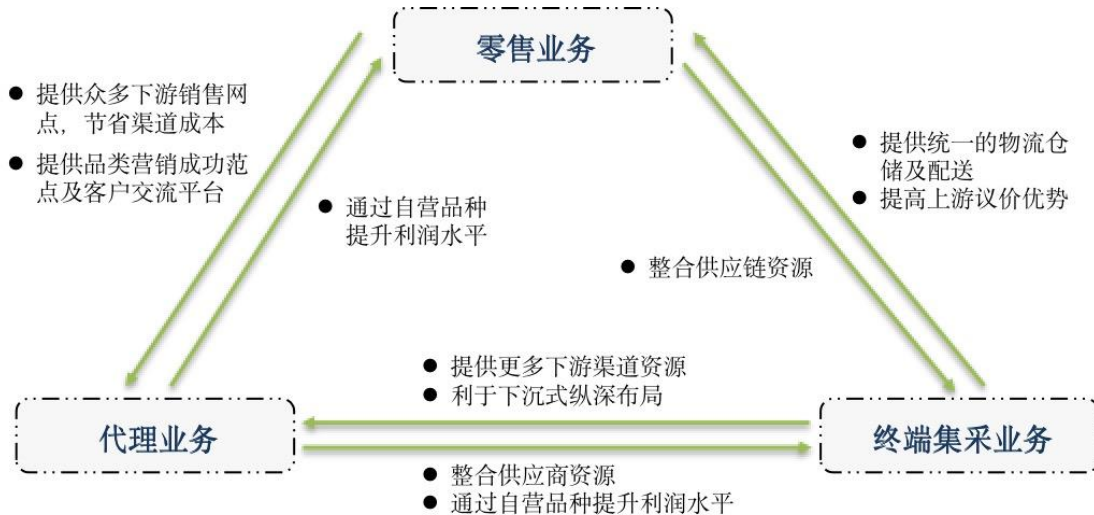 零售业务
提供众多下游销售网
点，节省渠道成本
提供品类营销成功范
点及客户交流平台
通过自营品种
提升利润水平
提供统一的物流仓
储及配送
提高上游议价优势
整合供应链资源
提供更多下游渠道资源
利于下沉式纵深布局
代理业务
终端集采业务
整合供应商资源
通过自营品种提升利润水平